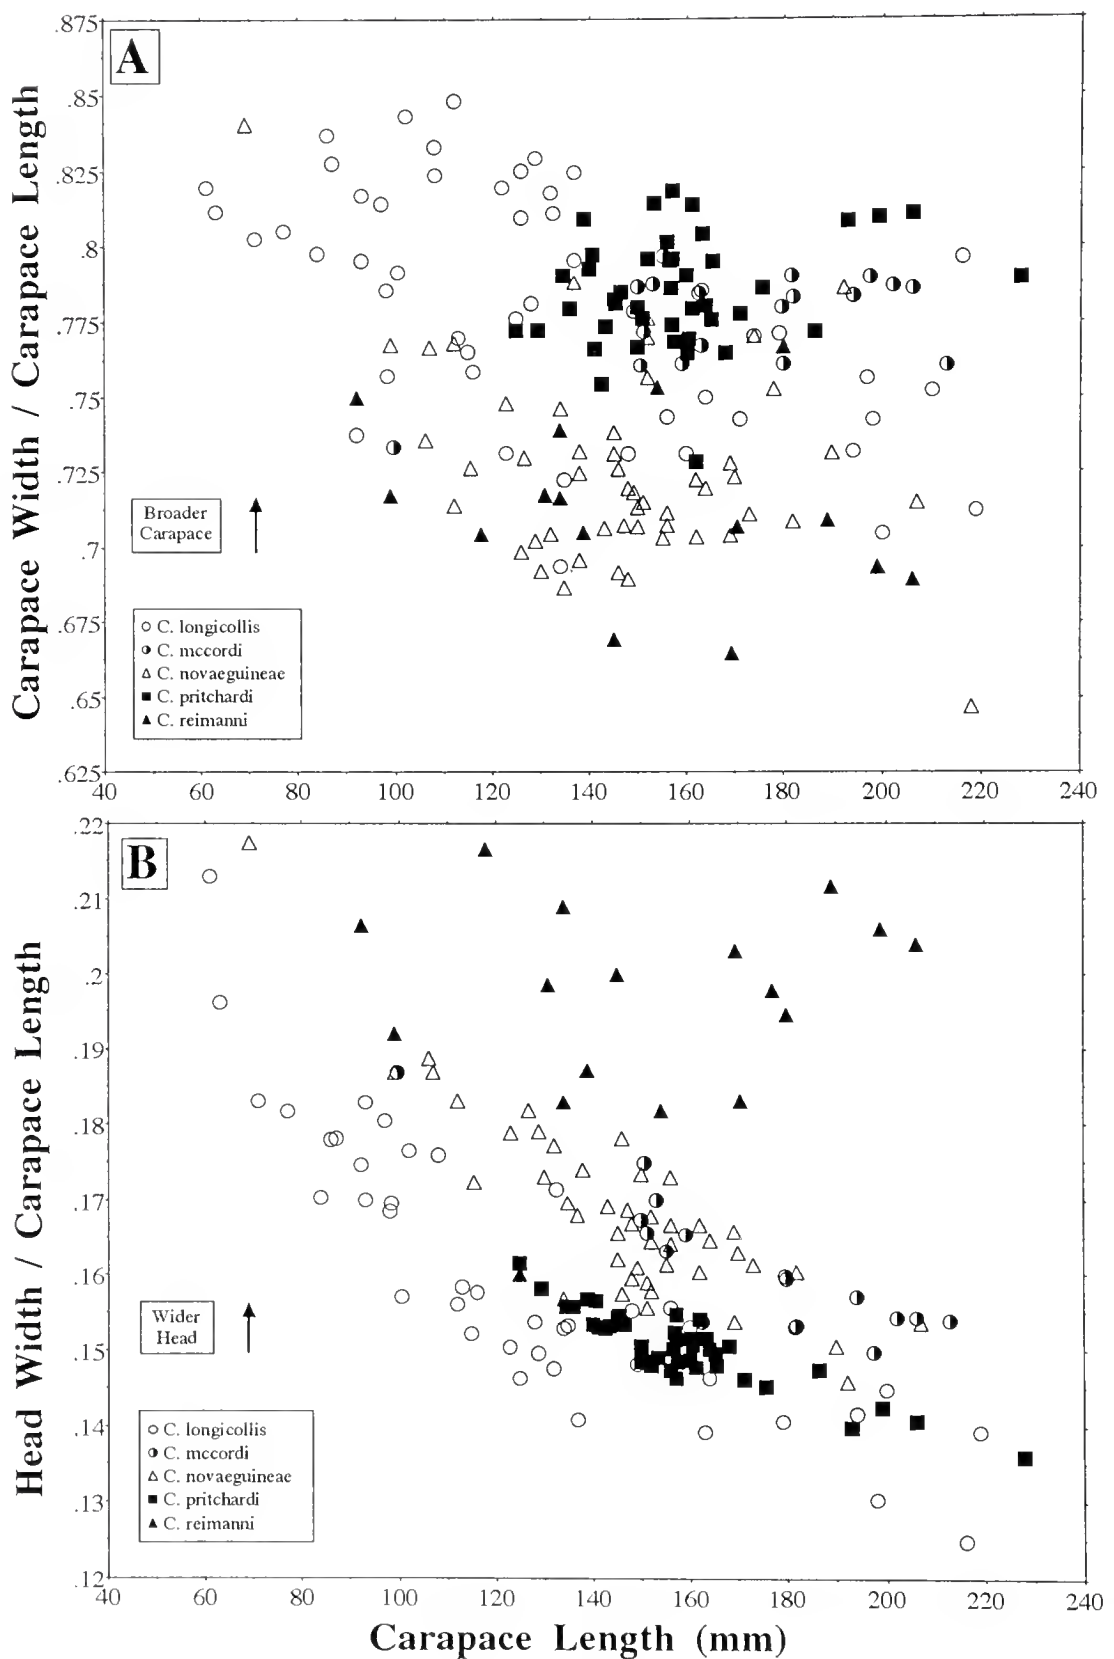 A
Carapace Width / Carapace Length
.875
.85
.825
.8
.775
.75
.725
.7
.675
.65
.625
Broader
Carapace
C. longicollis
C. mccordi
C. novaeguineae
C. pritchardi
C. reimanni
40 60 80 100 120 140 160 180 200 220 240
B
Head Width / Carapace Length
.22
.21
.2
.19
.18
.17
.16
.15
.14
.13
.12
Wider
Head
C. longicollis
C. mccordi
C. novaeguineae
C. pritchardi
C. reimanni
40 60 80 100 120 140 160 180 200 220 240
Carapace Length (mm)